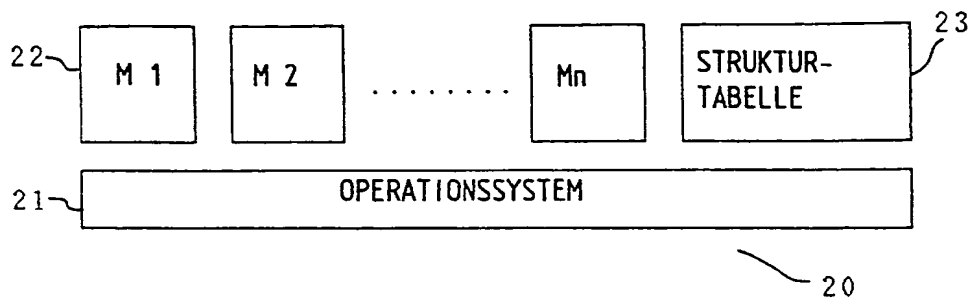 22 M 1 M 2 ......... Mn STRUKTUR-
TABELLE 23
21 OPERATIONSSYSTEM
20